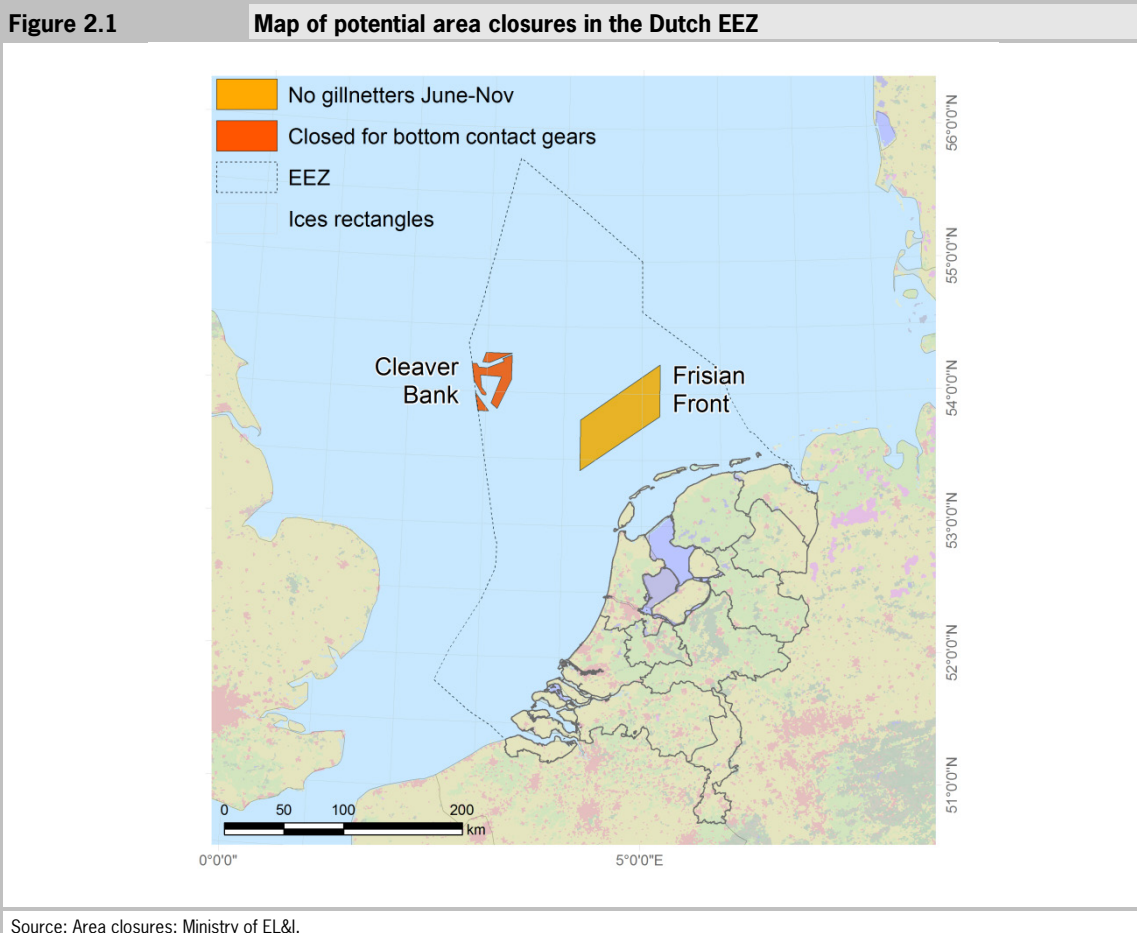 Figure 2.1 Map of potential area closures in the Dutch EEZ
No gillnetters June-Nov
Closed for bottom contact gears
EEZ
Ices rectangles
Cleaver
Bank
Frisian
Front
56°0'0"N
55°0'0"N
54°0'0"N
53°0'0"N
52°0'0"N
51°0'0"N
0 50 100 200
km
0°0'0"
5°0'0"E
Source: Area closures: Ministry of EL&I.